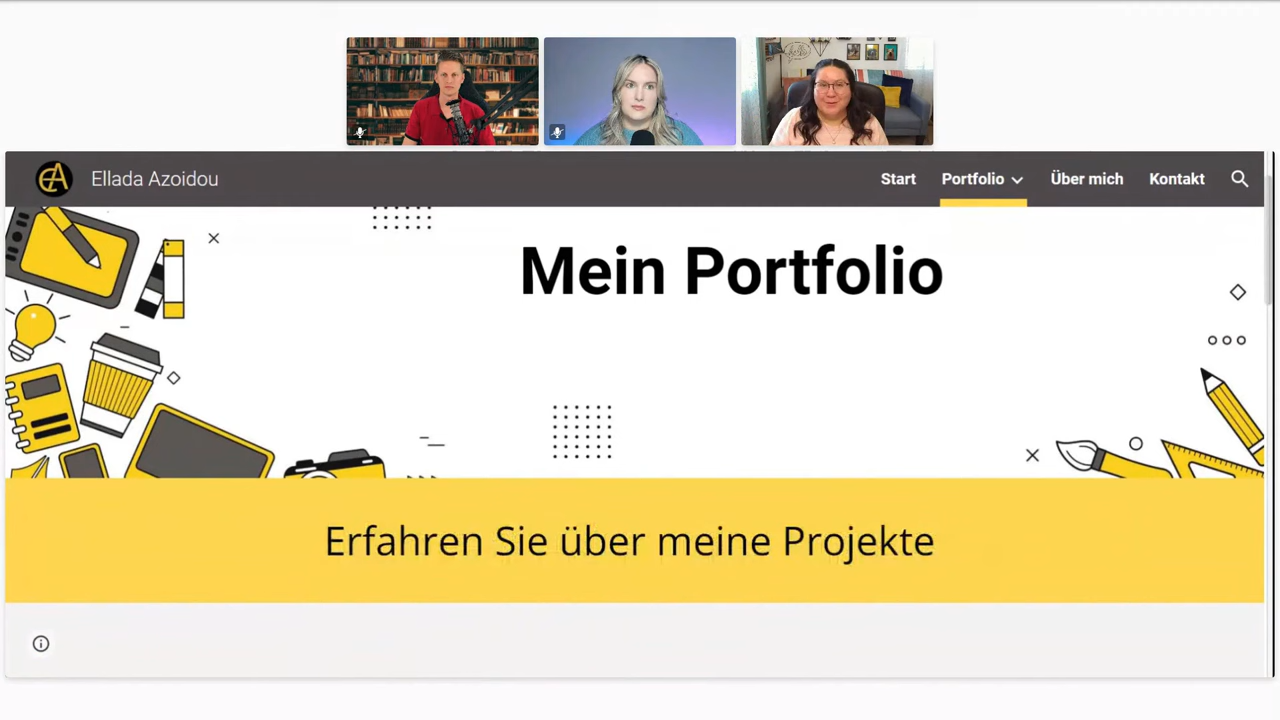 Ellada Azoidou
Start
Portfolio
Über mich
Kontakt
Mein Portfolio
Erfahren Sie über meine Projekte